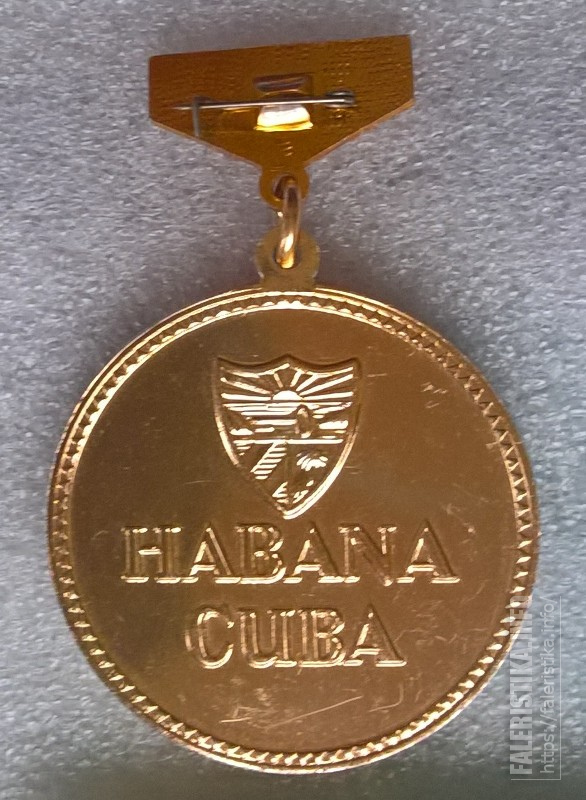 HABANA
CUBA
FALERISTIKA.INFO
https://faleristika.info/